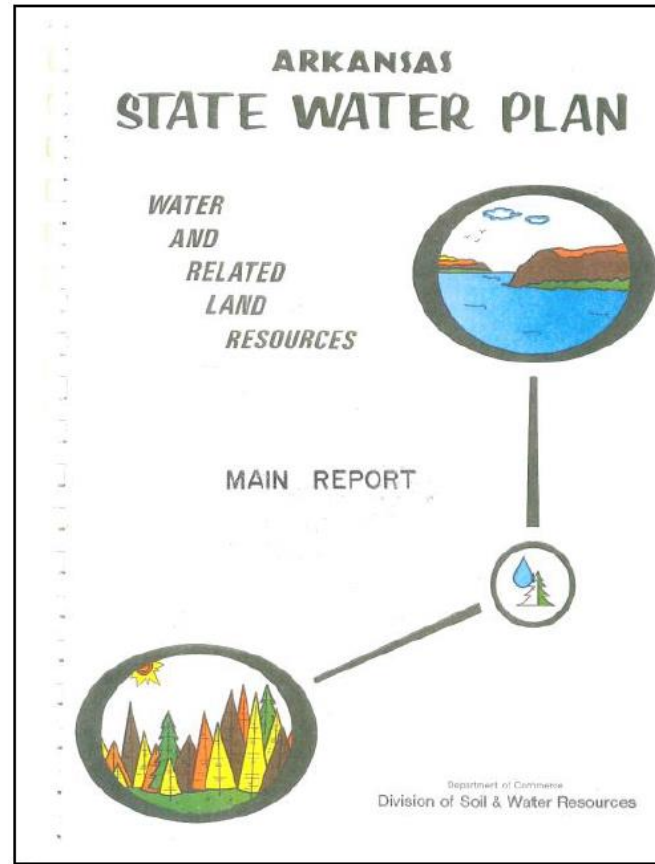 ARKANSAS
STATE WATER PLAN
WATER
AND
RELATED
LAND
RESOURCES
MAIN REPORT
Department of Commerce
Division of Soil & Water Resources